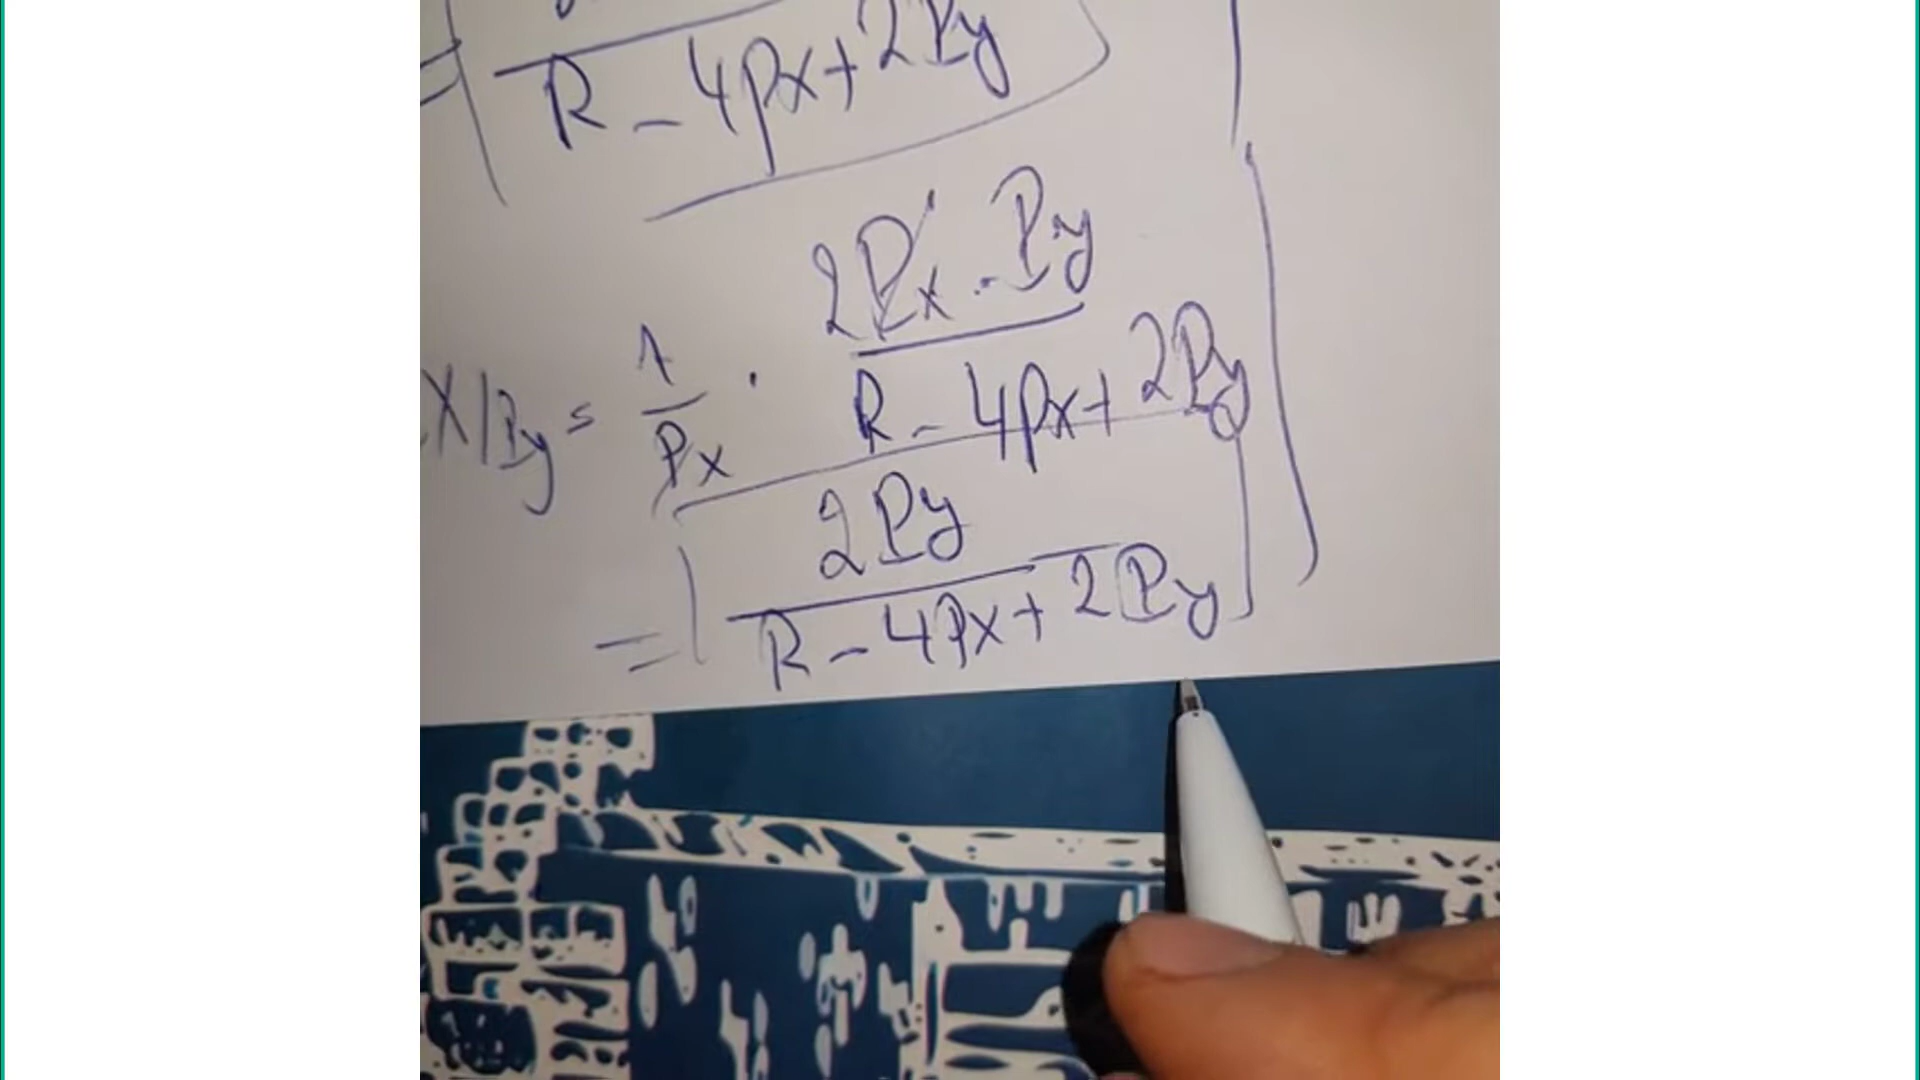 =
R - 4Px + 2Py
X/Py = 1/Px . 2Px . Py
R - 4Px + 2Py
2Py
= R - 4Px + 2Py